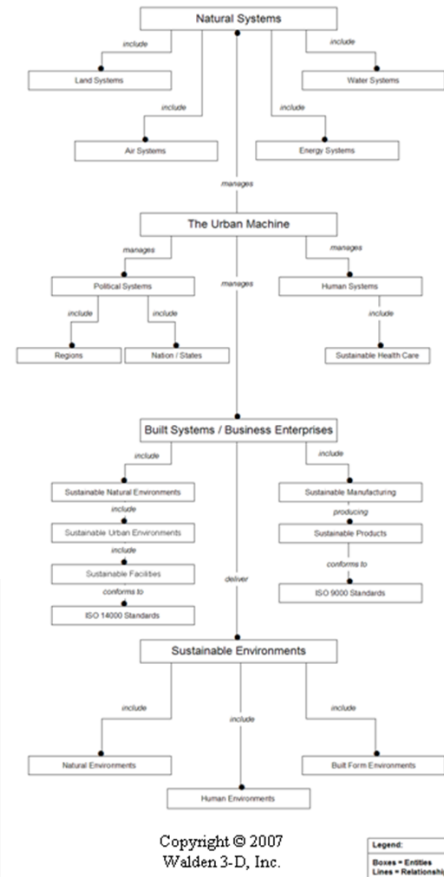 Natural Systems
include
include
Land Systems
Water Systems
include
include
Air Systems
Energy Systems
manages
The Urban Machine
manages
manages
Political Systems
manages
Human Systems
include
include
include
Regions
Nation / States
Sustainable Health Care
Built Systems / Business Enterprises
include
include
Sustainable Natural Environments
Sustainable Manufacturing
include
producing
Sustainable Urban Environments
Sustainable Products
include
Sustainable Facilities
conforms to
deliver
conforms to
ISO 14000 Standards
ISO 9000 Standards
Sustainable Environments
include
include
include
Natural Environments
Built Form Environments
Human Environments
Copyright © 2007
Walden 3-D, Inc.
Legend:
Boxes = Entities
Lines =